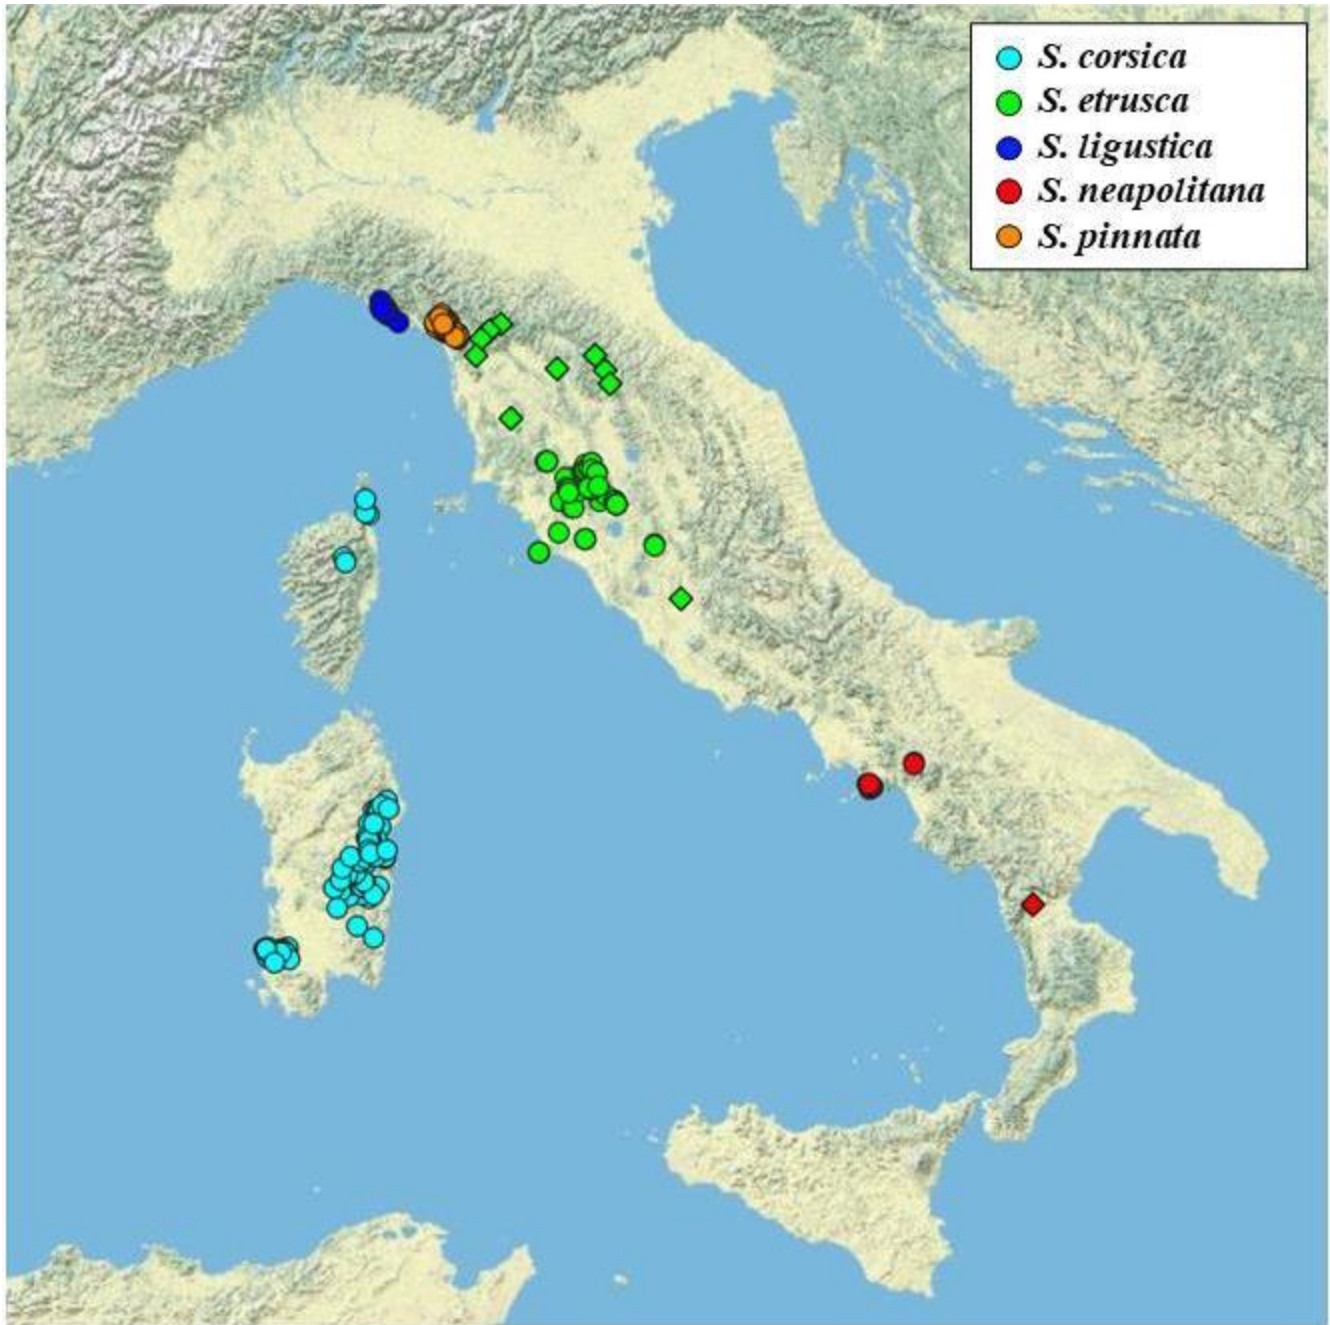 S. corsica
S. etrusca
S. ligustica
S. neapolitana
S. pinnata